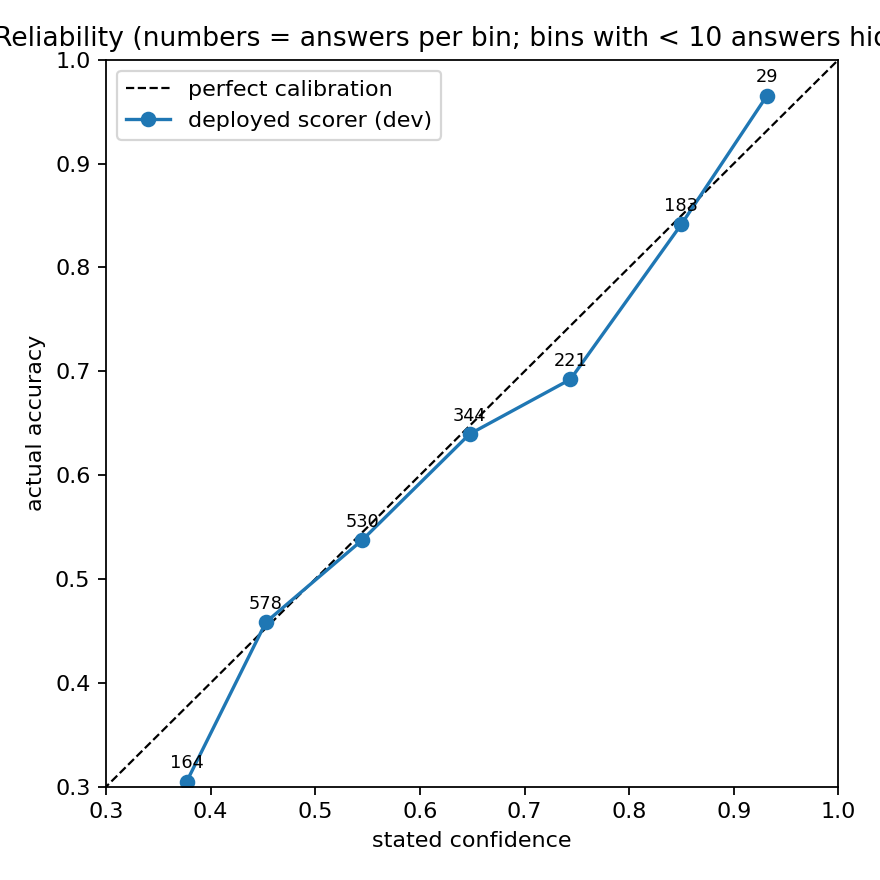 Reliability (numbers = answers per bin; bins with < 10 answers hid
perfect calibration
deployed scorer (dev)
29
183
221
344
530
578
164
1.0
0.9
0.8
0.7
0.6
0.5
0.4
0.3
actual accuracy
0.3 0.4 0.5 0.6 0.7 0.8 0.9 1.0
stated confidence